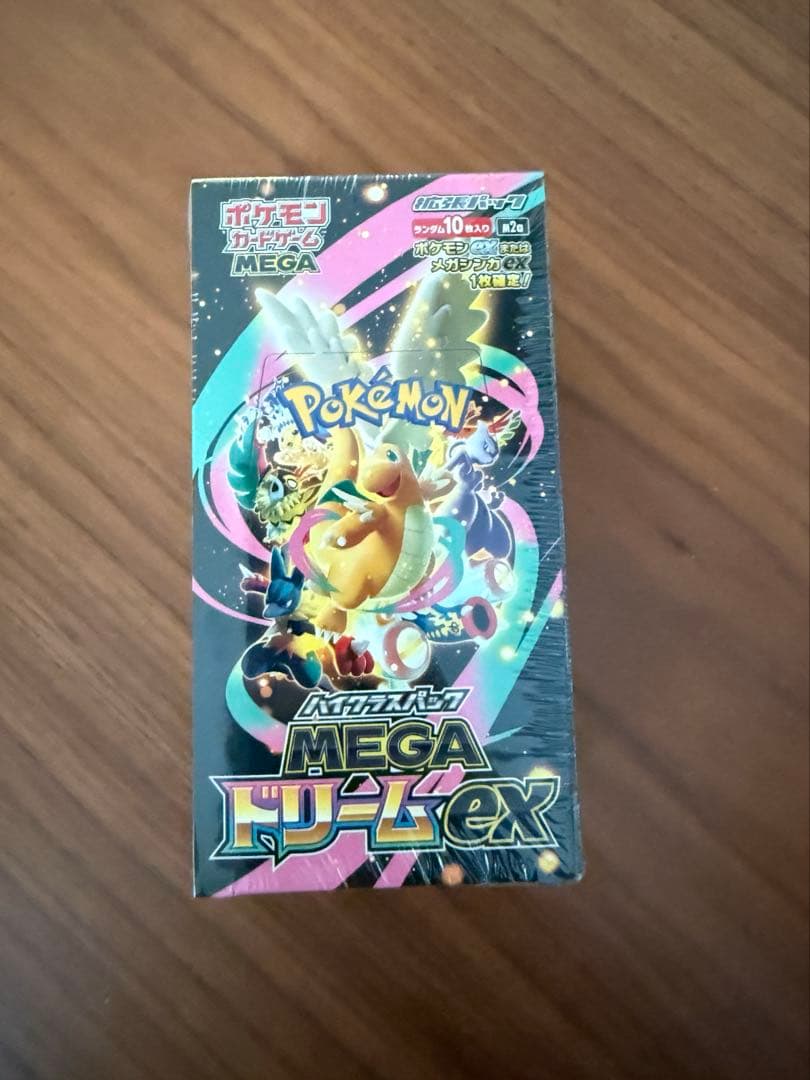 ポケモン
カードゲーム
MEGA
拡張パック
ランダム10枚入り
ポケモンexまたは
メガシンカex
1枚確定!
POKÉMON
ハイクラスパック
MEGA
ドリームex